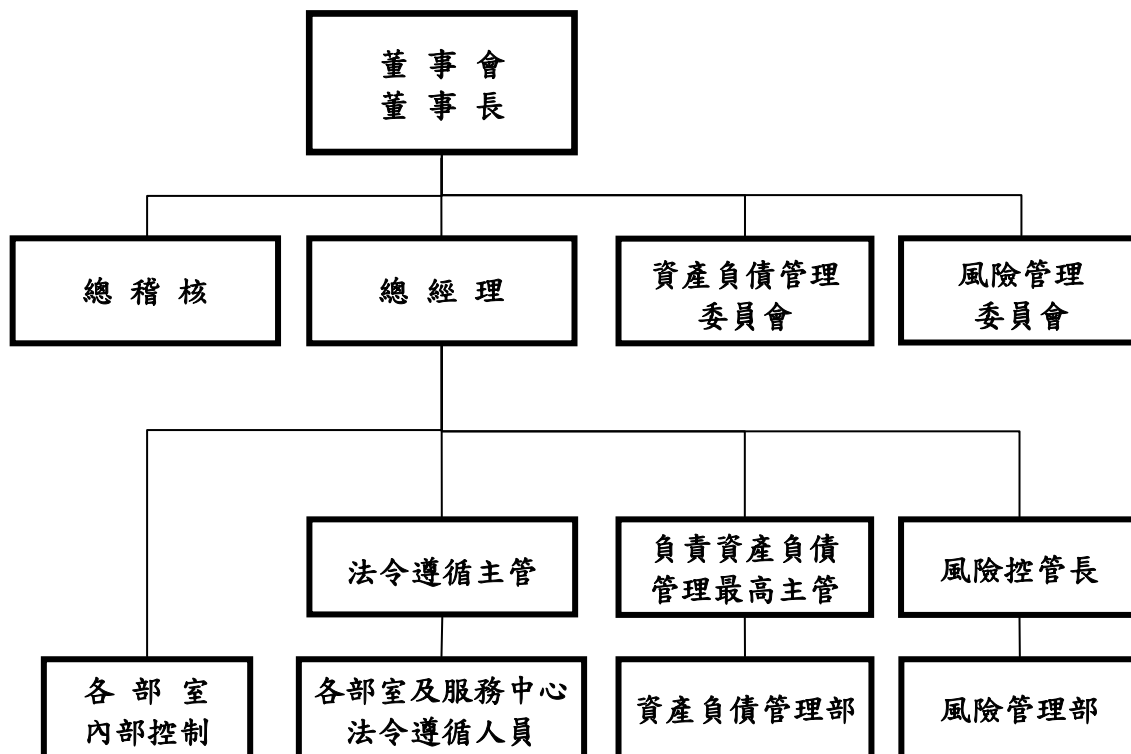 董事會
董事長
總稽核
總經理
資產負債管理
委員會
風險管理
委員會
法令遵循主管
負責資產負債
管理最高主管
風險控管長
各部室
內部控制
各部室及服務中心
法令遵循人員
資產負債管理部
風險管理部